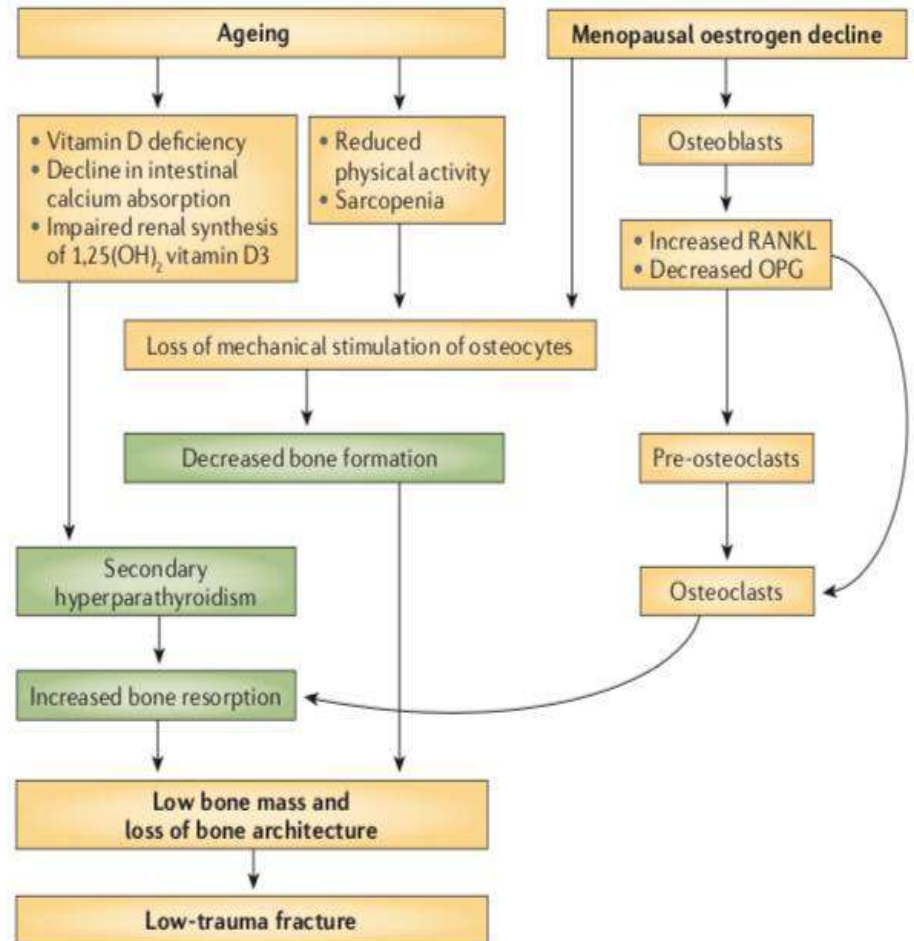 Ageing
Menopausal oestrogen decline
• Vitamin D deficiency
• Decline in intestinal
calcium absorption
• Impaired renal synthesis
of 1,25(OH)₂ vitamin D3
• Reduced
physical activity
• Sarcopenia
Osteoblasts
• Increased RANKL
• Decreased OPG
Loss of mechanical stimulation of osteocytes
Decreased bone formation
Pre-osteoclasts
Secondary
hyperparathyroidism
Osteoclasts
Increased bone resorption
Low bone mass and
loss of bone architecture
Low-trauma fracture